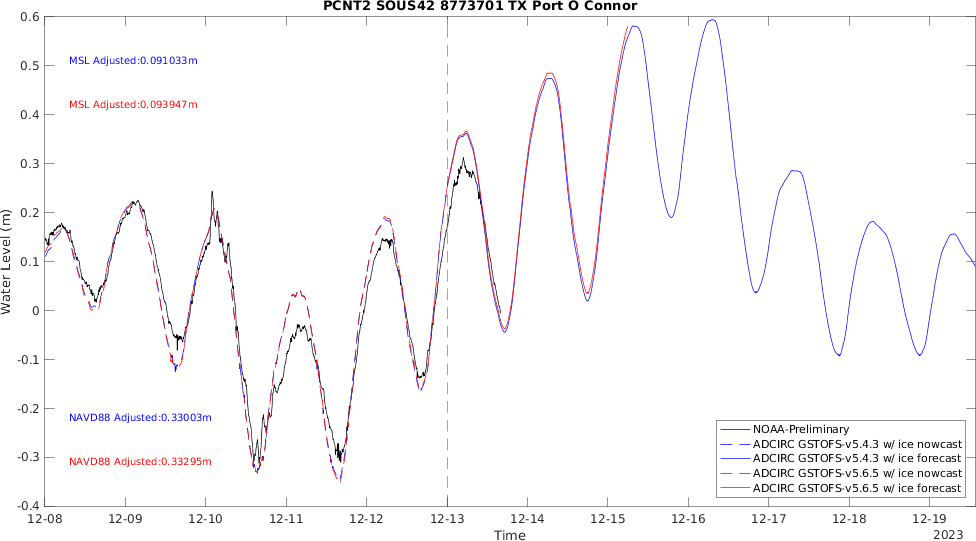 PCNT2 SOUS42 8773701 TX Port O Connor
0.6
0.5
0.4
0.3
0.2
0.1
0
-0.1
-0.2
-0.3
-0.4
Water Level (m)
MSL Adjusted:0.091033m
MSL Adjusted:0.093947m
NAVD88 Adjusted:0.33003m
NAVD88 Adjusted:0.33295m
NOAA-Preliminary
ADCIRC GSTOFS-v5.4.3 w/ ice nowcast
ADCIRC GSTOFS-v5.4.3 w/ ice forecast
ADCIRC GSTOFS-v5.6.5 w/ ice nowcast
ADCIRC GSTOFS-v5.6.5 w/ ice forecast
12-08 12-09 12-10 12-11 12-12 12-13 12-14 12-15 12-16 12-17 12-18 12-19
Time
2023